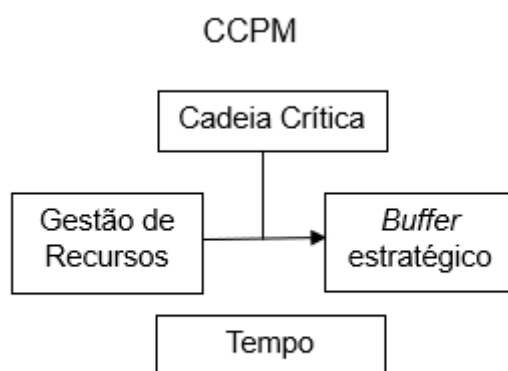 CCPM
Cadeia Crítica
Gestão de
Recursos
Buffer
estratégico
Tempo